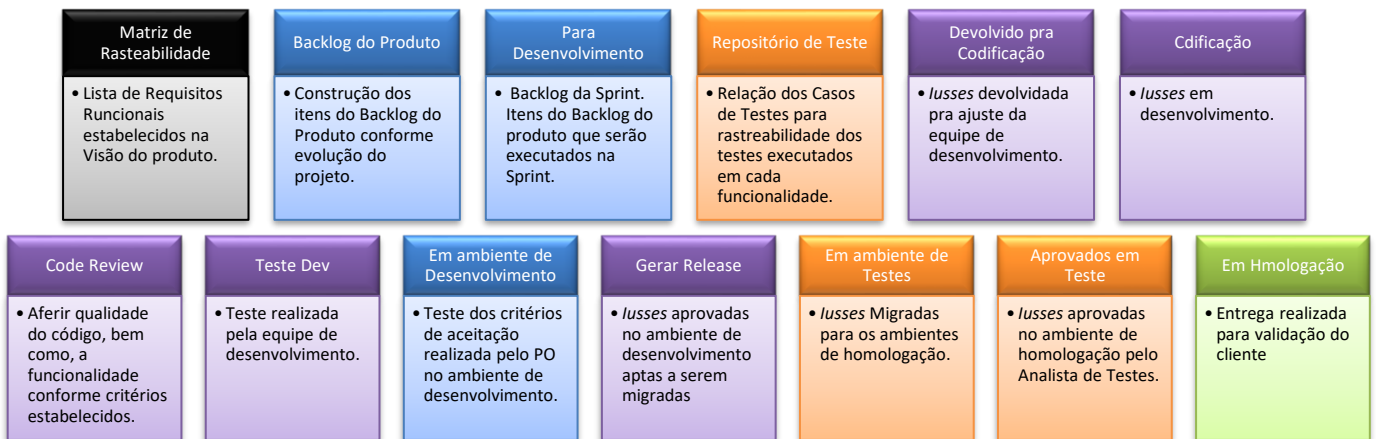 Matriz de
Rasteabilidade
• Lista de Requisitos
Runcionais
estabelecidos na
Visão do produto.
Backlog do Produto
• Construção dos
itens do Backlog do
Produto conforme
evolução do
projeto.
Para
Desenvolvimento
• Backlog da Sprint.
Itens do Backlog do
produto que serão
executados na
Sprint.
Repositório de Teste
• Relação dos Casos
de Testes para
rastreabilidade dos
testes executados
em cada
funcionalidade.
Devolvido pra
Codificação
• Iusses devolvidada
pra ajuste da
equipe de
desenvolvimento.
Cdificação
• Iusses em
desenvolvimento.
Code Review
• Aferir qualidade
do código, bem
como, a
funcionalidade
conforme critérios
estabelecidos.
Teste Dev
• Teste realizada
pela equipe de
desenvolvimento.
Em ambiente de
Desenvolvimento
• Teste dos critérios
de aceitação
realizada pelo PO
no ambiente de
desenvolvimento.
Gerar Release
• Iusses aprovadas
no ambiente de
desenvolvimento
aptas a serem
migradas
Em ambiente de
Testes
• Iusses Migradas
para os ambientes
de homologação.
Aprovados em
Teste
• Iusses aprovadas
no ambiente de
homologação pelo
Analista de Testes.
Em Hmologação
• Entrega realizada
para validação do
cliente